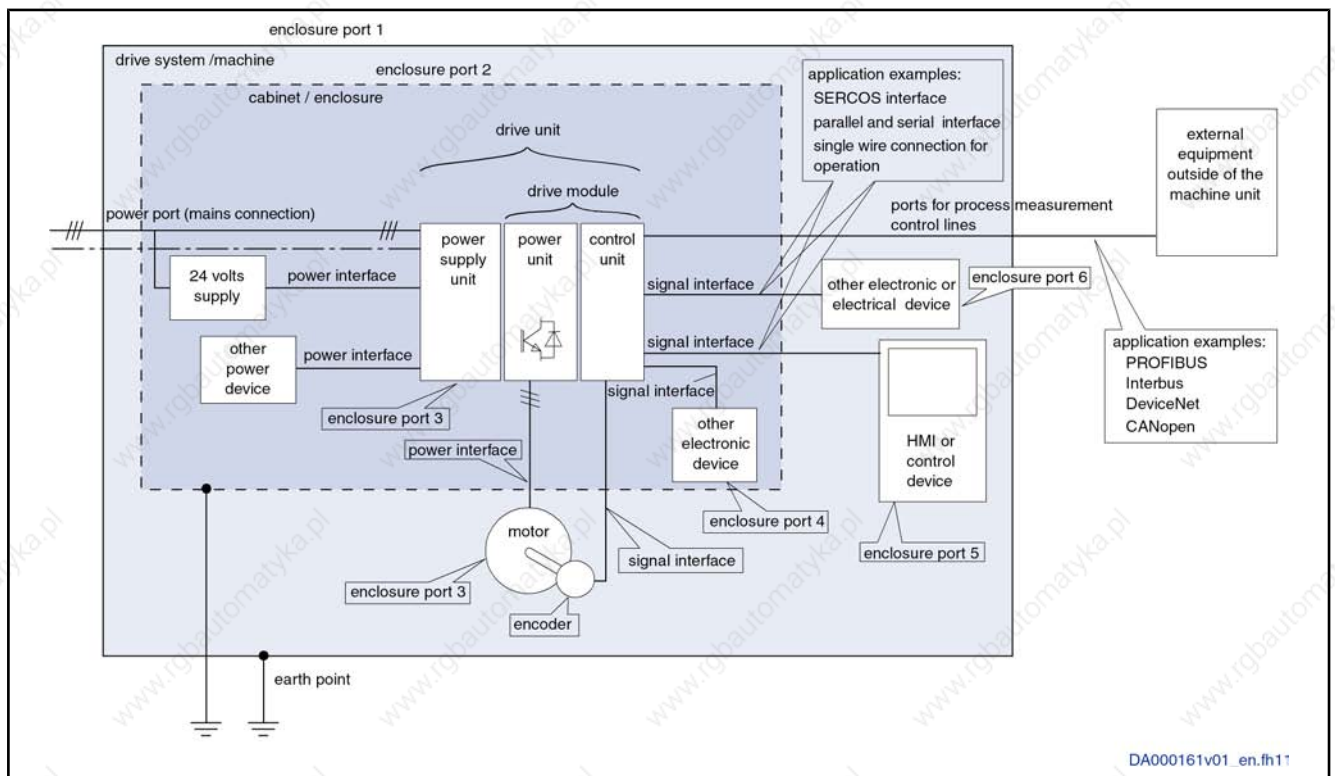 enclosure port 1
drive system /machine
enclosure port 2
cabinet / enclosure
drive unit
drive module
application examples:
SERCOS interface
parallel and serial interface
single wire connection for
operation
external
equipment
outside of the
machine unit
power port (mains connection)
power
supply
unit
power
unit
control
unit
ports for process measurement
control lines
24 volts
supply
power interface
signal interface
other electronic or
electrical device
enclosure port 6
other
power
device
power interface
signal interface
application examples:
PROFIBUS
Interbus
DeviceNet
CANopen
enclosure port 3
signal interface
other
electronic
device
HMI or
control
device
power interface
enclosure port 4
motor
signal interface
enclosure port 5
enclosure port 3
encoder
earth point
DA000161v01_en.fh11
www.rgbautomatyka.pl